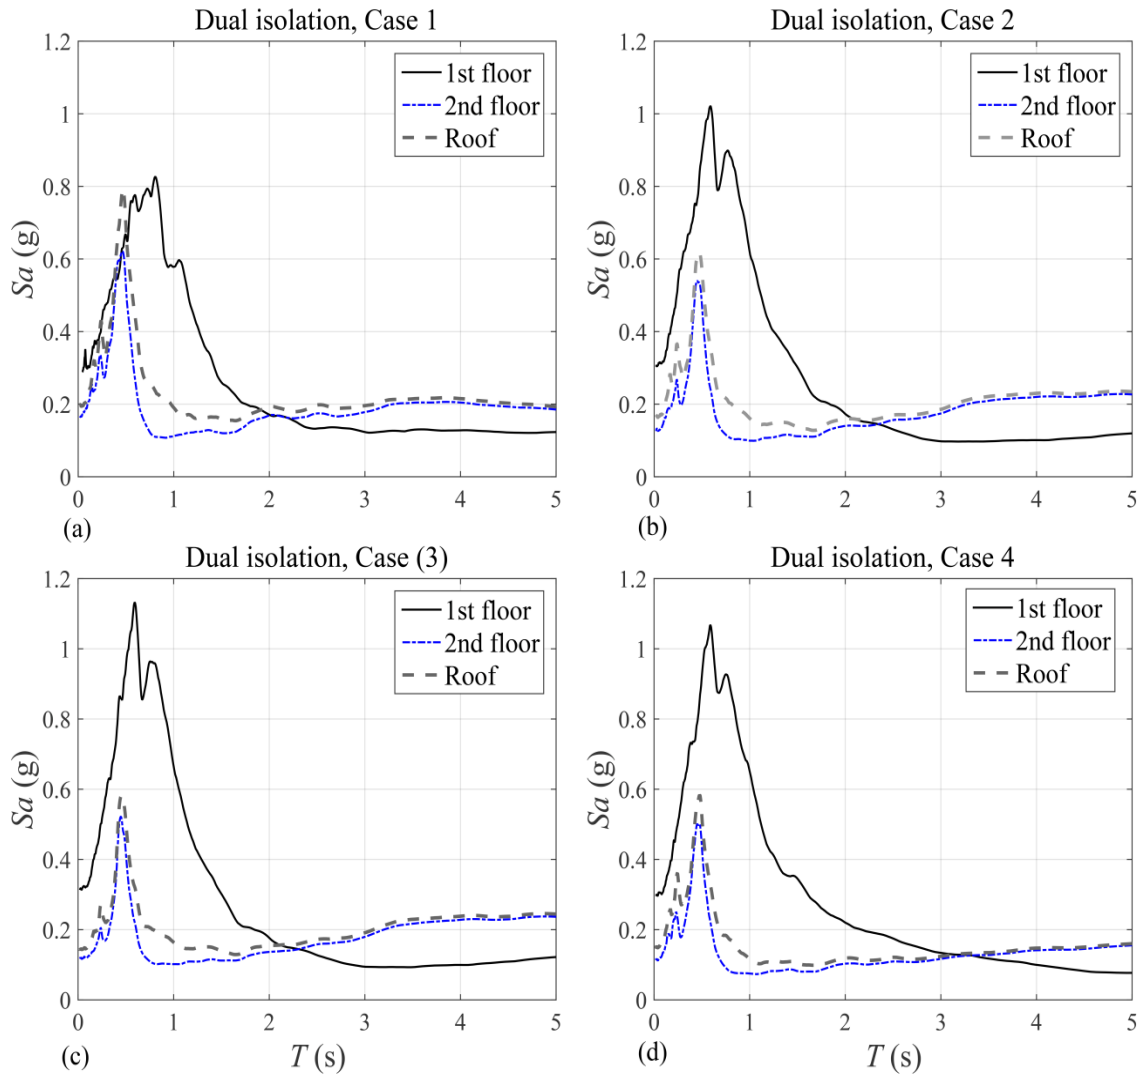 Dual isolation, Case 1
1.2
1
0.8
0.6
0.4
0.2
0
Sa (g)
1st floor
2nd floor
Roof
0 1 2 3 4 5
(a)
Dual isolation, Case 2
1.2
1
0.8
0.6
0.4
0.2
0
Sa (g)
1st floor
2nd floor
Roof
0 1 2 3 4 5
(b)
Dual isolation, Case (3)
1.2
1
0.8
0.6
0.4
0.2
0
Sa (g)
1st floor
2nd floor
Roof
0 1 2 3 4 5
(c)
T (s)
Dual isolation, Case 4
1.2
1
0.8
0.6
0.4
0.2
0
Sa (g)
1st floor
2nd floor
Roof
0 1 2 3 4 5
(d)
T (s)